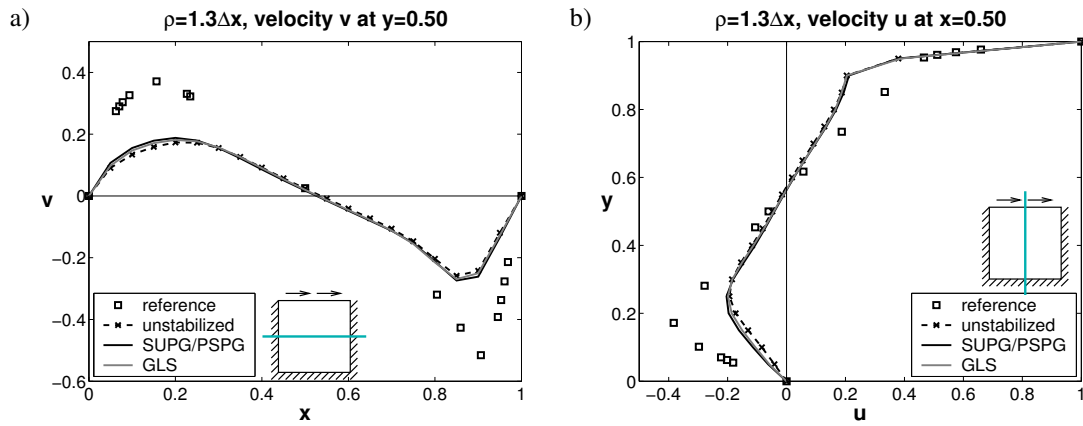 a) ρ=1.3Δx, velocity v at y=0.50
0.4
0.2
0
−0.2
−0.4
−0.6
v
0 0.2 0.4 0.6 0.8 1
x
reference
unstabilized
SUPG/PSPG
GLS
b) ρ=1.3Δx, velocity u at x=0.50
1
0.8
0.6
0.4
0.2
0
y
−0.4 −0.2 0 0.2 0.4 0.6 0.8 1
u
reference
unstabilized
SUPG/PSPG
GLS